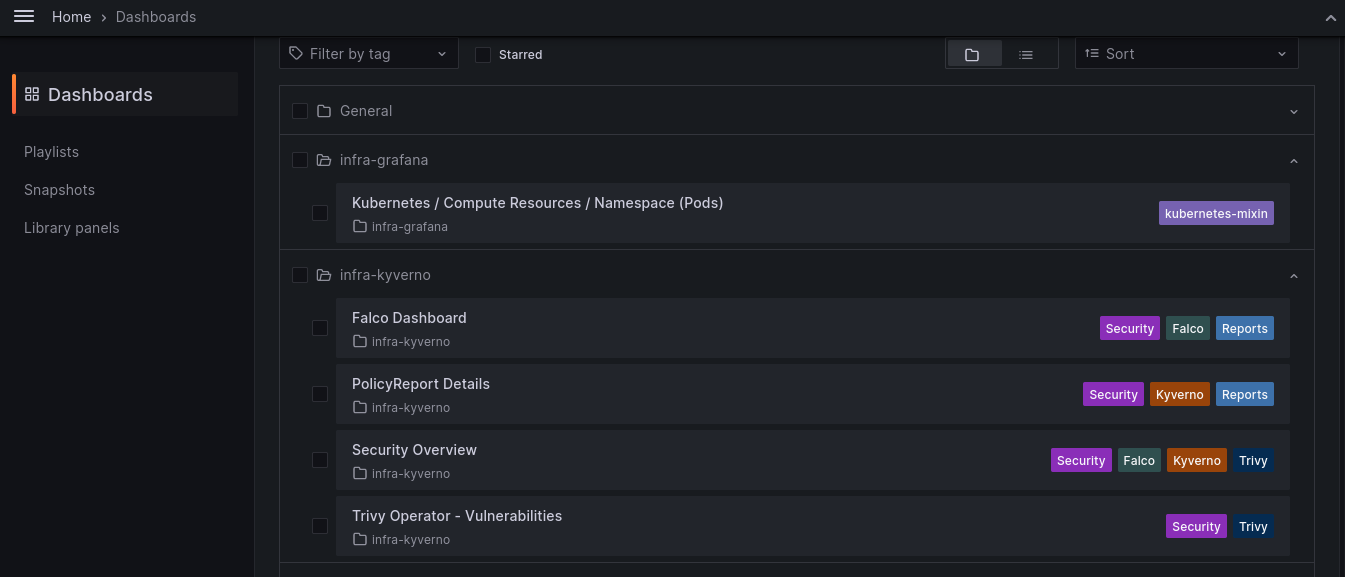 Home › Dashboards
Filter by tag
Starred
Sort
Dashboards
Playlists
Snapshots
Library panels
General
infra-grafana
Kubernetes / Compute Resources / Namespace (Pods)
infra-grafana
kubernetes-mixin
infra-kyverno
Falco Dashboard
infra-kyverno
Security Falco Reports
PolicyReport Details
infra-kyverno
Security Kyverno Reports
Security Overview
infra-kyverno
Security Falco Kyverno Trivy
Trivy Operator - Vulnerabilities
infra-kyverno
Security Trivy